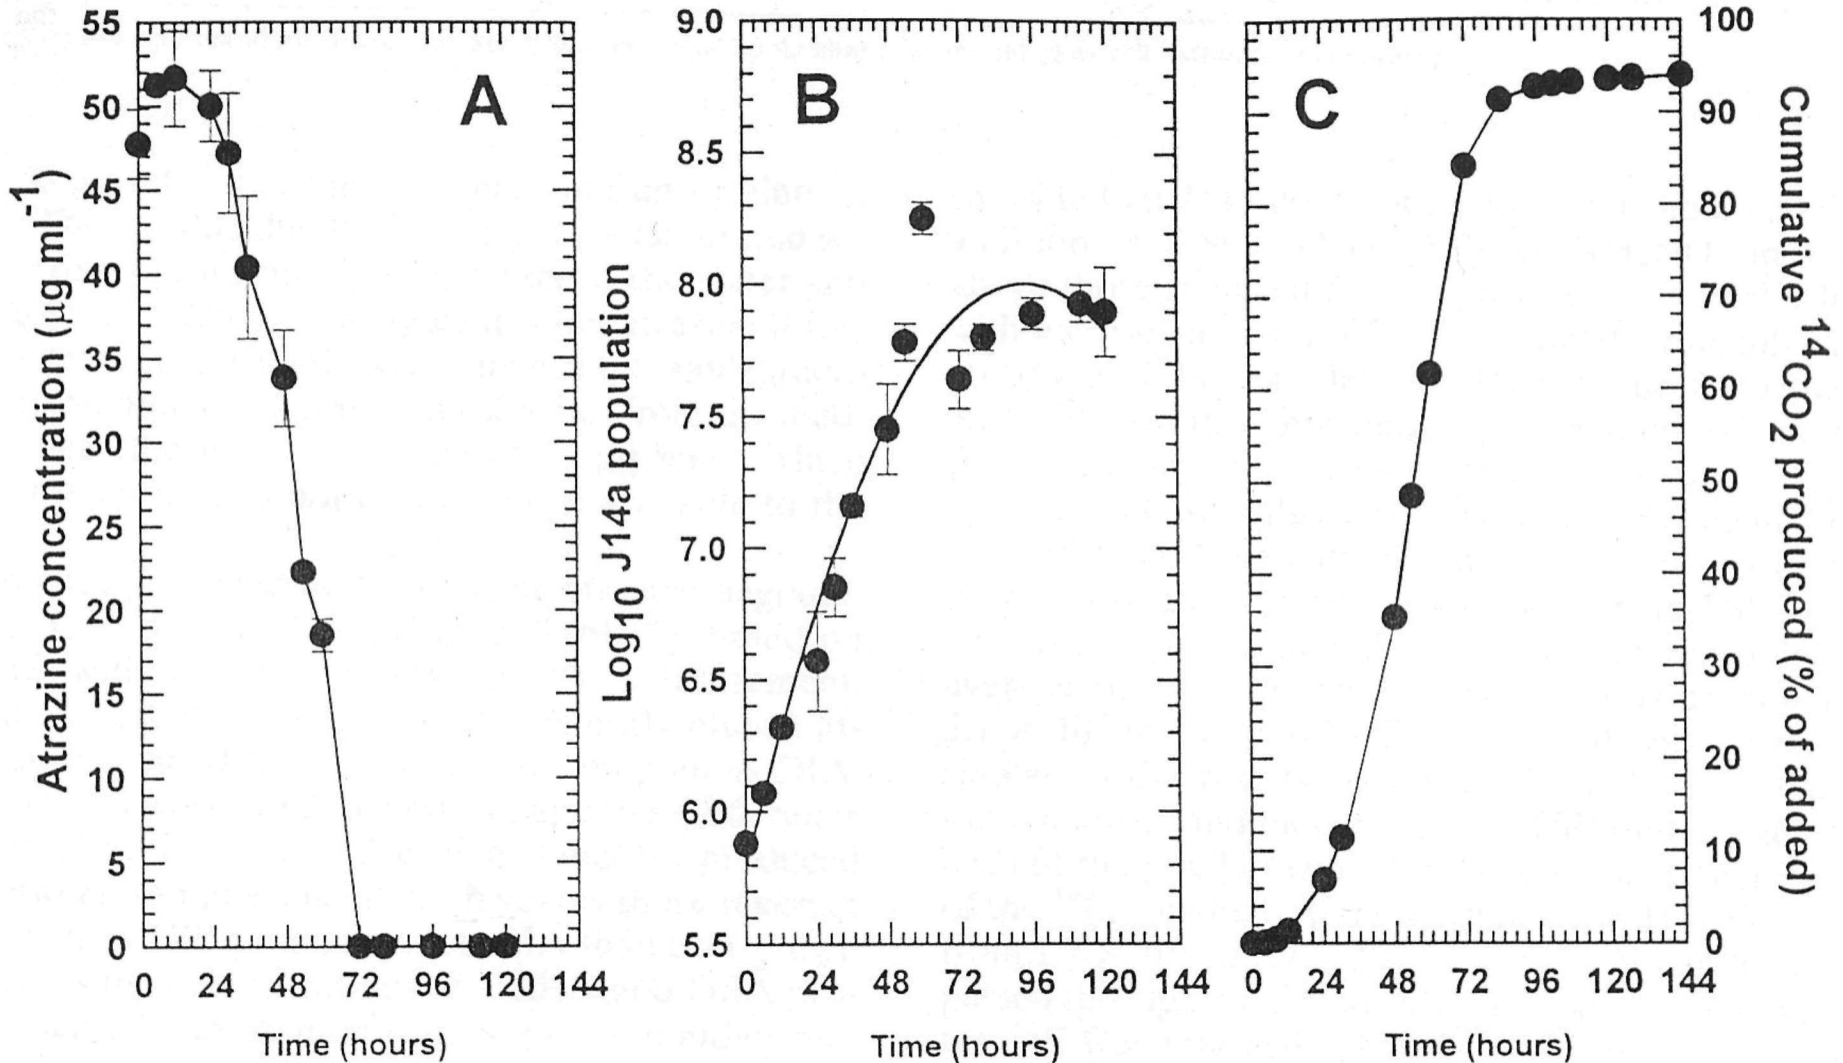 A
B
C
Atrazine concentration (µg ml-1)
55
50
45
40
35
30
25
20
15
10
5
0
0 24 48 72 96 120 144
Time (hours)
Log10 J14a population
9.0
8.5
8.0
7.5
7.0
6.5
6.0
5.5
0 24 48 72 96 120 144
Time (hours)
Cumulative 14CO2 produced (% of added)
100
90
80
70
60
50
40
30
20
10
0
0 24 48 72 96 120 144
Time (hours)